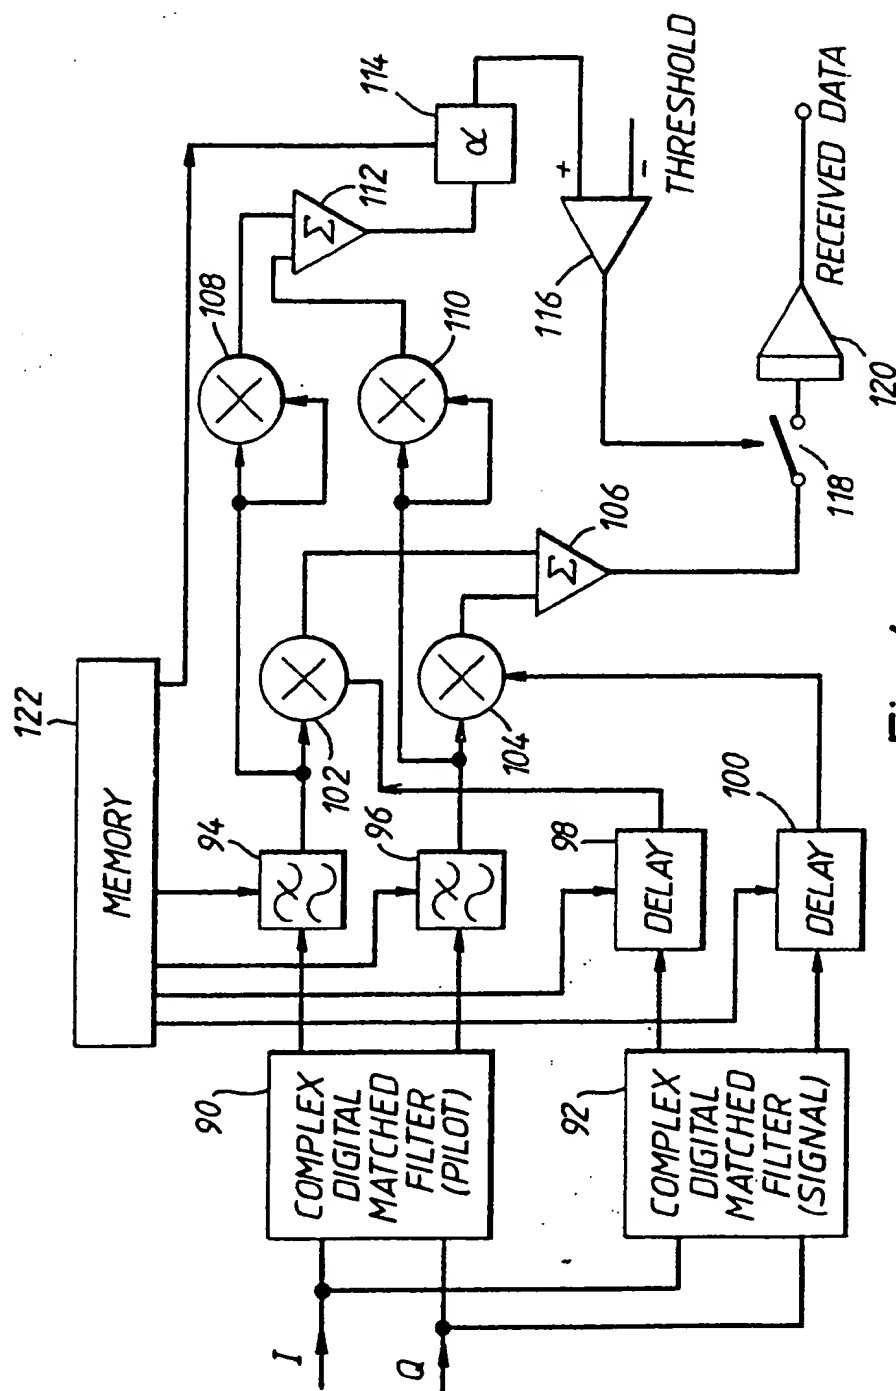 122
MEMORY
I
Q
90
COMPLEX
DIGITAL
MATCHED
FILTER
(PILOT)
92
COMPLEX
DIGITAL
MATCHED
FILTER
(SIGNAL)
94
96
98
DELAY
100
DELAY
102
104
106
Σ
108
110
112
Σ
114
α
116
+
-
THRESHOLD
118
120
RECEIVED DATA